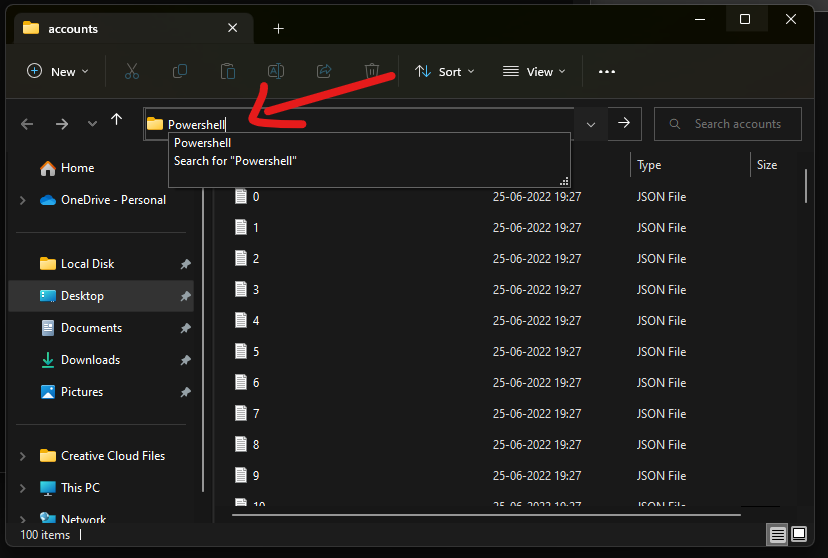 accounts
New
Sort
View
Powershell
Search accounts
Powershell
Search for "Powershell"
Type
Size
Home
OneDrive - Personal
Local Disk
Desktop
Documents
Downloads
Pictures
Creative Cloud Files
This PC
Network
0 25-06-2022 19:27 JSON File
1 25-06-2022 19:27 JSON File
2 25-06-2022 19:27 JSON File
3 25-06-2022 19:27 JSON File
4 25-06-2022 19:27 JSON File
5 25-06-2022 19:27 JSON File
6 25-06-2022 19:27 JSON File
7 25-06-2022 19:27 JSON File
8 25-06-2022 19:27 JSON File
9 25-06-2022 19:27 JSON File
10 25-06-2022 19:27 JSON File
100 items